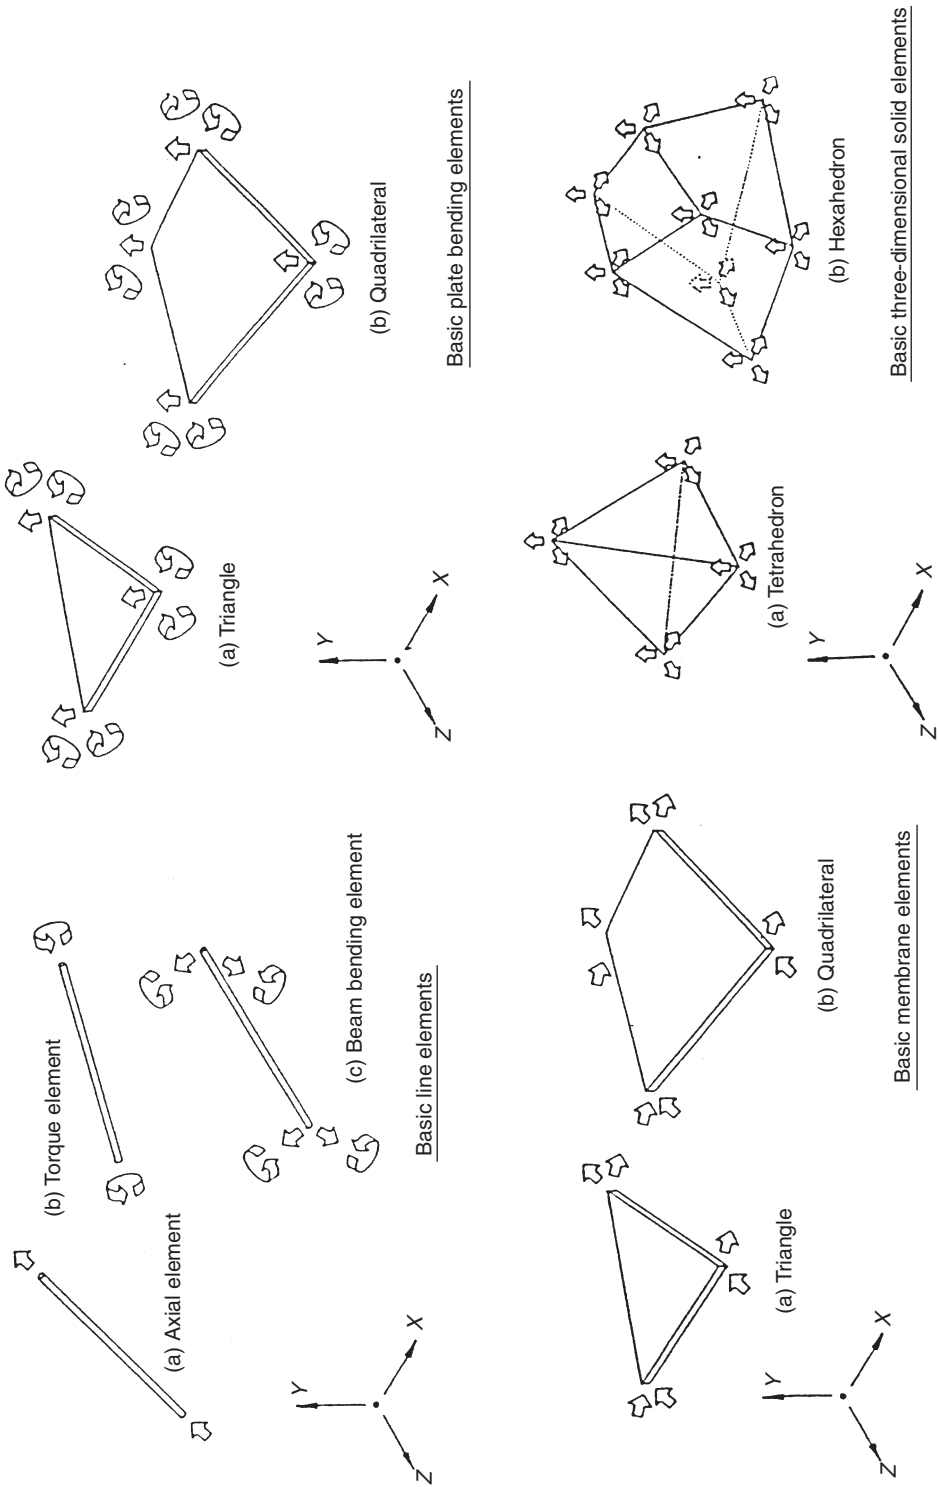 (a) Axial element
(b) Torque element
(c) Beam bending element
Y
X
Z
Basic line elements
(a) Triangle
(b) Quadrilateral
Y
X
Z
Basic plate bending elements
(a) Triangle
(b) Quadrilateral
Y
X
Z
Basic membrane elements
(a) Tetrahedron
(b) Hexahedron
Y
X
Z
Basic three-dimensional solid elements